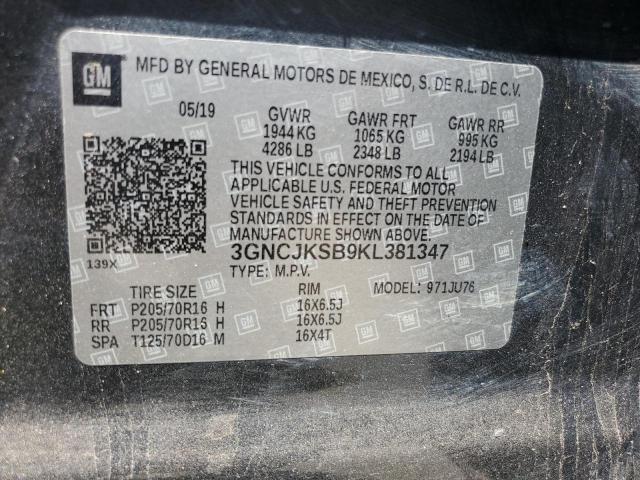 GM MFD BY GENERAL MOTORS DE MEXICO, S. DE R.L. DE C.V.
05/19 GVWR GAWR FRT GAWR RR
1944 KG 1065 KG 995 KG
4286 LB 2348 LB 2194 LB
THIS VEHICLE CONFORMS TO ALL
APPLICABLE U.S. FEDERAL MOTOR
VEHICLE SAFETY AND THEFT PREVENTION
STANDARDS IN EFFECT ON THE DATE OF
MANUFACTURE SHOWN ABOVE.
139X 3GNCJKSB9KL381347
TYPE: M.P.V. MODEL: 971JU76
TIRE SIZE RIM
FRT P205/70R16 H 16X6.5J
RR P205/70R16 H 16X6.5J
SPA T125/70D16 M 16X4T